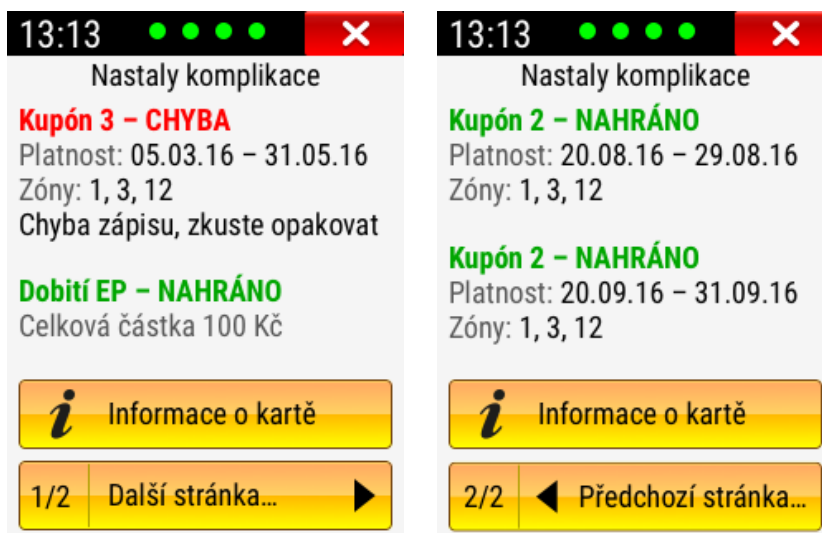 13:13
Nastaly komplikace
Kupón 3 – CHYBA
Platnost: 05.03.16 – 31.05.16
Zóny: 1, 3, 12
Chyba zápisu, zkuste opakovat
Dobití EP – NAHRÁNO
Celková částka 100 Kč
i Informace o kartě
1/2 Další stránka...
13:13
Nastaly komplikace
Kupón 2 – NAHRÁNO
Platnost: 20.08.16 – 29.08.16
Zóny: 1, 3, 12
Kupón 2 – NAHRÁNO
Platnost: 20.09.16 – 31.09.16
Zóny: 1, 3, 12
i Informace o kartě
2/2 Předchozí stránka...